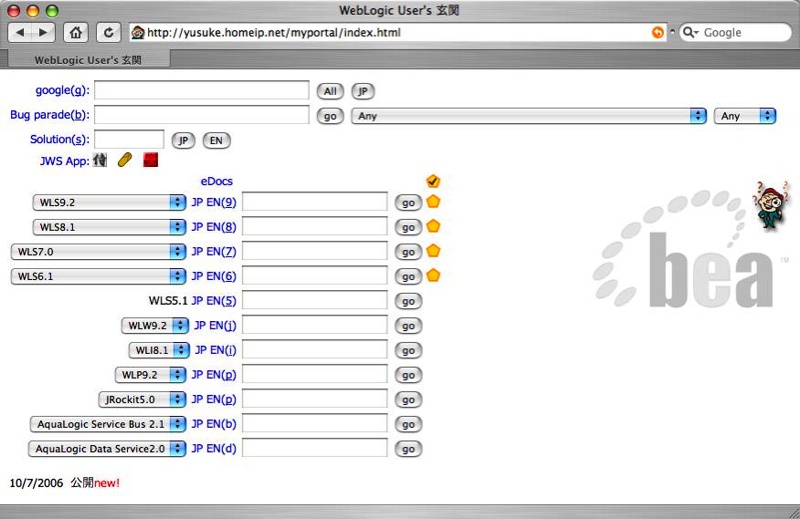 WebLogic User's 玄関
http://yusuke.homeip.net/myportal/index.html
Google
WebLogic User's 玄関
google(g): All JP
Bug parade(b): go Any Any
Solution(s): JP EN
JWS App:
eDocs
WLS9.2 JP EN(9) go
WLS8.1 JP EN(8) go
WLS7.0 JP EN(7) go
WLS6.1 JP EN(6) go
WLS5.1 JP EN(5) go
WLW9.2 JP EN(j) go
WLI8.1 JP EN(i) go
WLP9.2 JP EN(p) go
JRockit5.0 JP EN(p) go
AquaLogic Service Bus 2.1 JP EN(b) go
AquaLogic Data Service2.0 JP EN(d) go
bea™
10/7/2006 公開new!